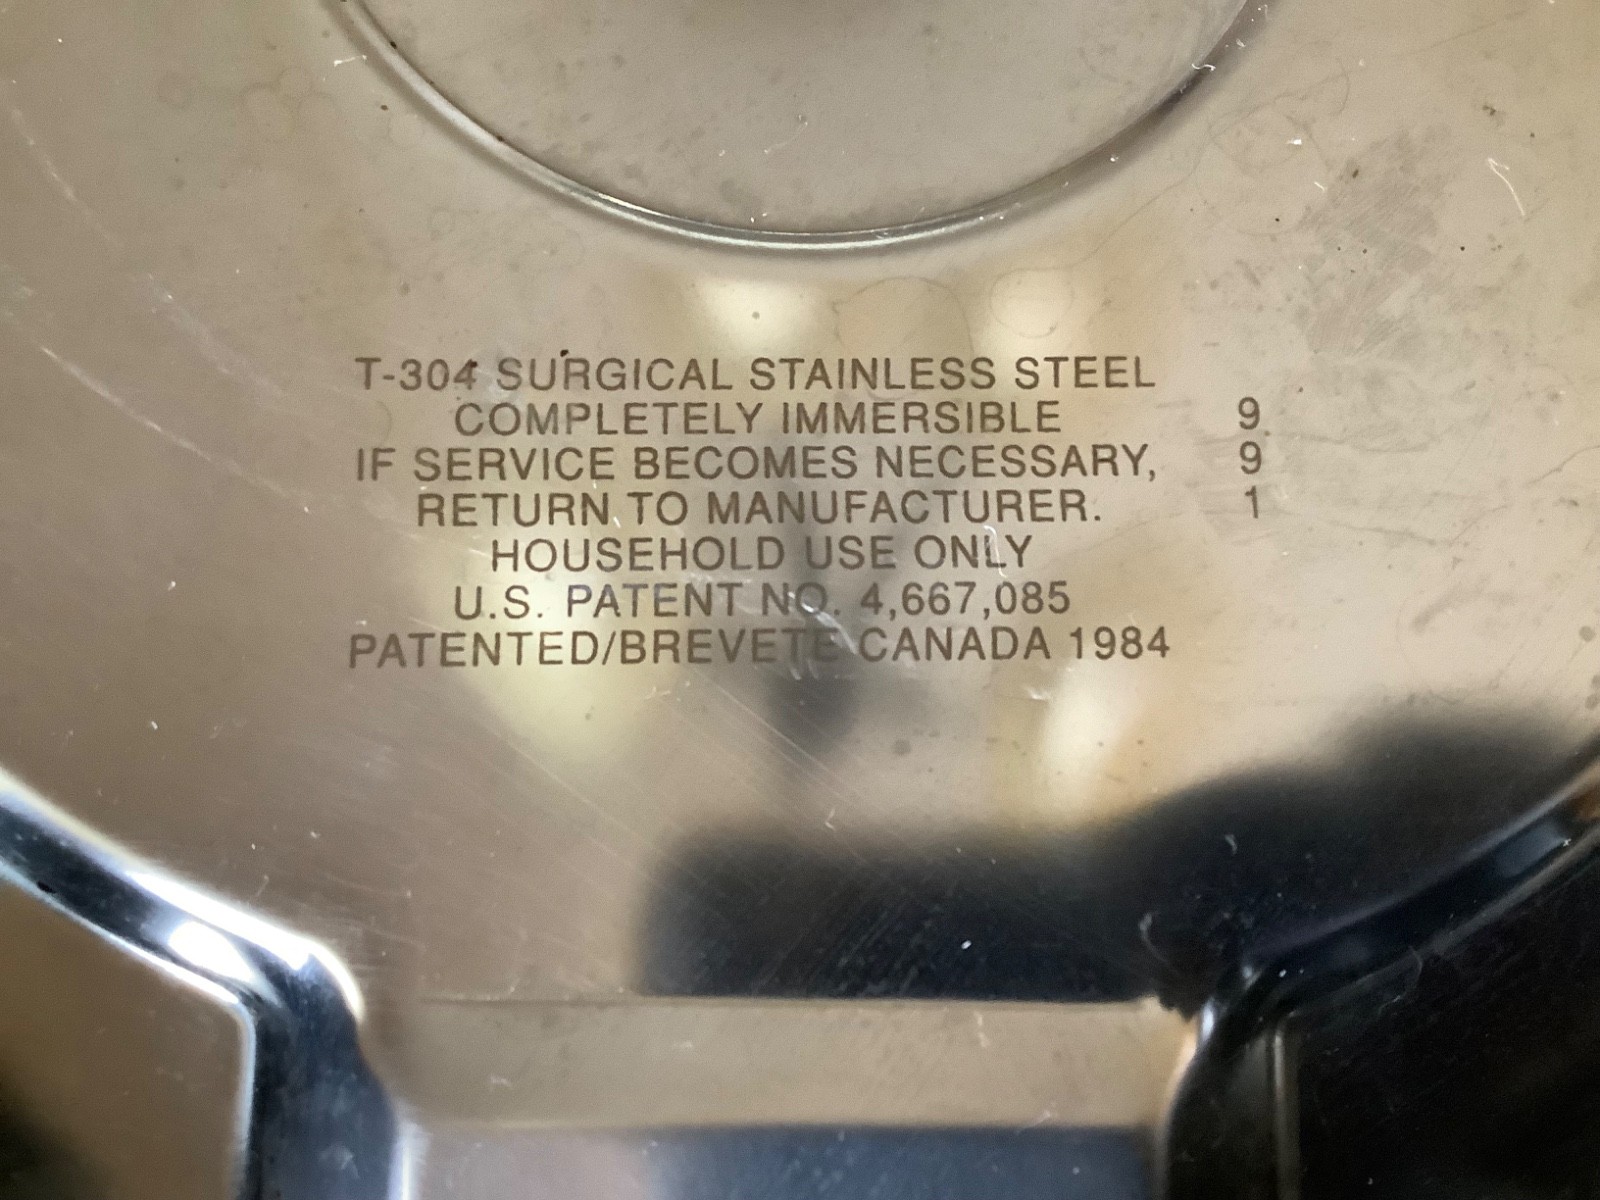 T-304 SURGICAL STAINLESS STEEL
COMPLETELY IMMERSIBLE 9
IF SERVICE BECOMES NECESSARY, 9
RETURN TO MANUFACTURER. 1
HOUSEHOLD USE ONLY
U.S. PATENT NO. 4,667,085
PATENTED/BREVETE CANADA 1984